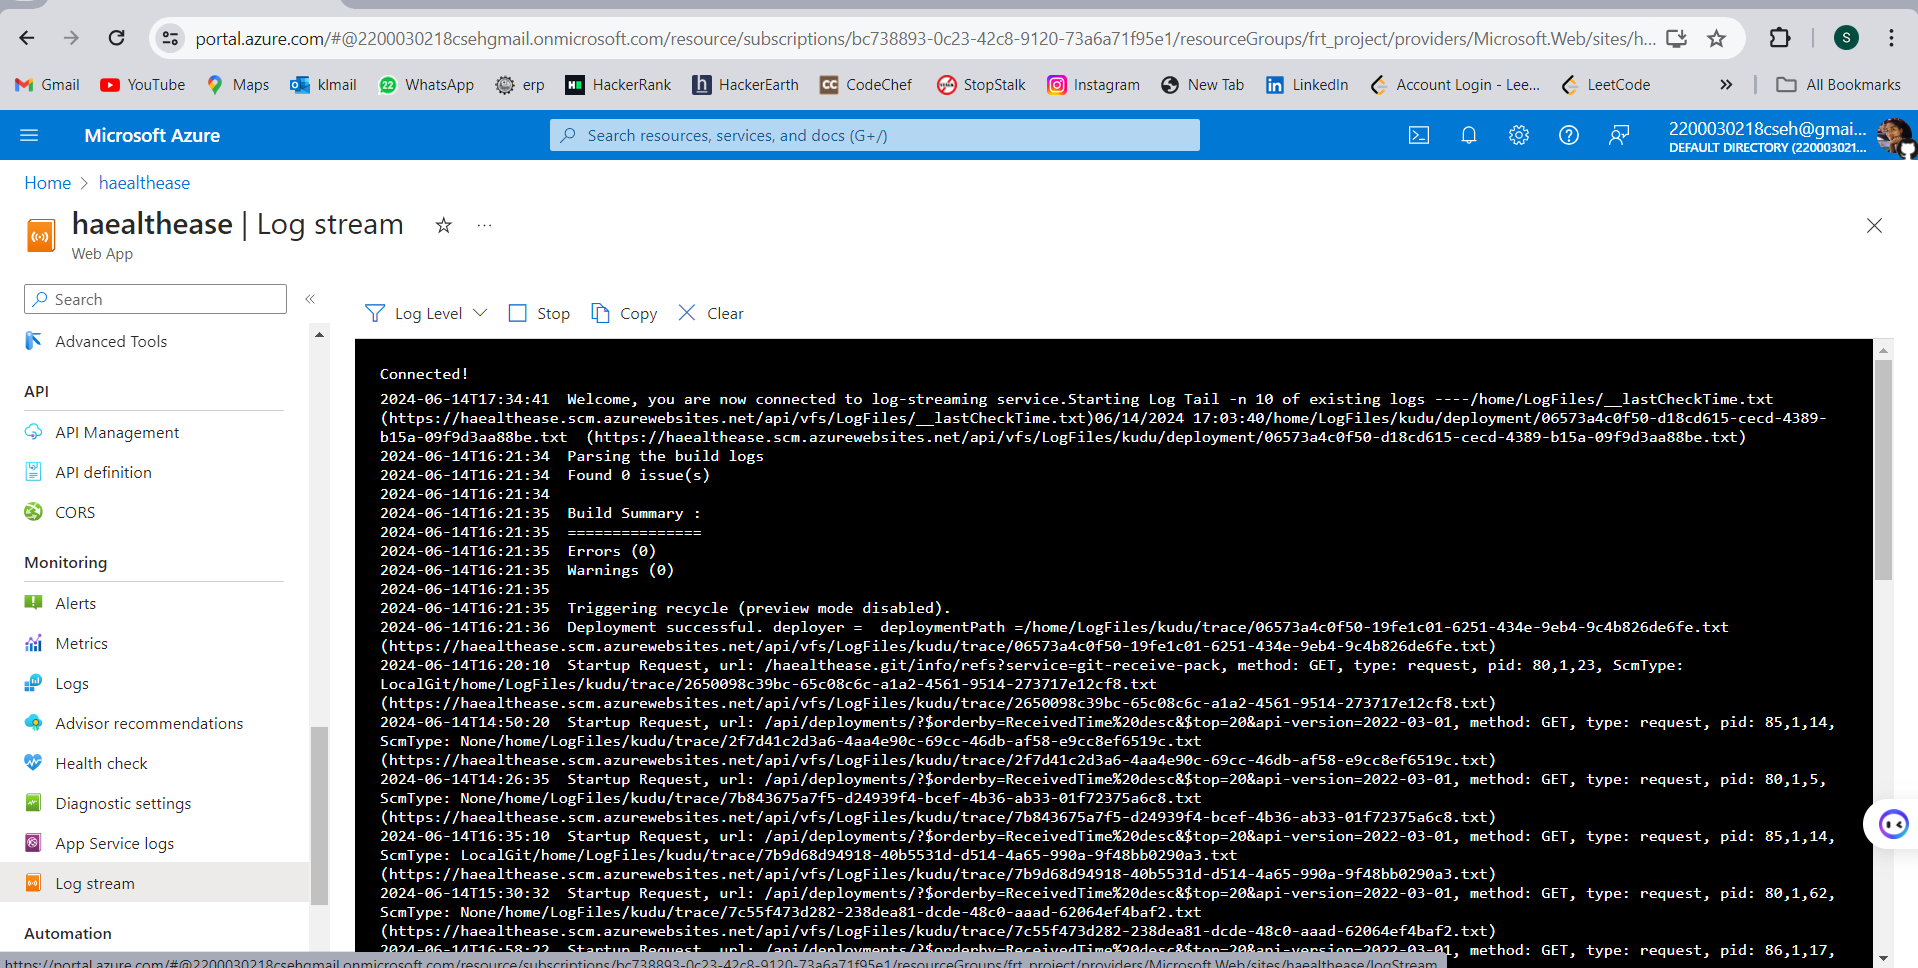 portal.azure.com/#@2200030218csehgmail.onmicrosoft.com/resource/subscriptions/bc738893-0c23-42c8-9120-73a6a71f95e1/resourceGroups/frt_project/providers/Microsoft.Web/sites/h...
S
Gmail YouTube Maps klmail 22 WhatsApp erp HackerRank HackerEarth CodeChef StopStalk Instagram New Tab LinkedIn Account Login - Lee... LeetCode » All Bookmarks
Microsoft Azure
Search resources, services, and docs (G+/)
2200030218cseh@gmai...
DEFAULT DIRECTORY (220003021...
Home > haealthease
haealthease | Log stream
Web App
Search
Advanced Tools
API
API Management
API definition
CORS
Monitoring
Alerts
Metrics
Logs
Advisor recommendations
Health check
Diagnostic settings
App Service logs
Log stream
Automation
Log Level Stop Copy Clear
Connected!
2024-06-14T17:34:41 Welcome, you are now connected to log-streaming service.Starting Log Tail -n 10 of existing logs ----/home/LogFiles/__lastCheckTime.txt
(https://haealthease.scm.azurewebsites.net/api/vfs/LogFiles/__lastCheckTime.txt)06/14/2024 17:03:40/home/LogFiles/kudu/deployment/06573a4c0f50-d18cd615-cecd-4389-
b15a-09f9d3aa88be.txt (https://haealthease.scm.azurewebsites.net/api/vfs/LogFiles/kudu/deployment/06573a4c0f50-d18cd615-cecd-4389-b15a-09f9d3aa88be.txt)
2024-06-14T16:21:34 Parsing the build logs
2024-06-14T16:21:34 Found 0 issue(s)
2024-06-14T16:21:34
2024-06-14T16:21:35 Build Summary :
2024-06-14T16:21:35 ===============
2024-06-14T16:21:35 Errors (0)
2024-06-14T16:21:35 Warnings (0)
2024-06-14T16:21:35
2024-06-14T16:21:35 Triggering recycle (preview mode disabled).
2024-06-14T16:21:36 Deployment successful. deployer = deploymentPath =/home/LogFiles/kudu/trace/06573a4c0f50-19fe1c01-6251-434e-9eb4-9c4b826de6fe.txt
(https://haealthease.scm.azurewebsites.net/api/vfs/LogFiles/kudu/trace/06573a4c0f50-19fe1c01-6251-434e-9eb4-9c4b826de6fe.txt)
2024-06-14T16:20:10 Startup Request, url: /haealthease.git/info/refs?service=git-receive-pack, method: GET, type: request, pid: 80,1,23, ScmType:
LocalGit/home/LogFiles/kudu/trace/2650098c39bc-65c08c6c-a1a2-4561-9514-273717e12cf8.txt
(https://haealthease.scm.azurewebsites.net/api/vfs/LogFiles/kudu/trace/2650098c39bc-65c08c6c-a1a2-4561-9514-273717e12cf8.txt)
2024-06-14T14:50:20 Startup Request, url: /api/deployments/?$orderby=ReceivedTime%20desc&$top=20&api-version=2022-03-01, method: GET, type: request, pid: 85,1,14,
ScmType: None/home/LogFiles/kudu/trace/2f7d41c2d3a6-4aa4e90c-69cc-46db-af58-e9cc8ef6519c.txt
(https://haealthease.scm.azurewebsites.net/api/vfs/LogFiles/kudu/trace/2f7d41c2d3a6-4aa4e90c-69cc-46db-af58-e9cc8ef6519c.txt)
2024-06-14T14:26:35 Startup Request, url: /api/deployments/?$orderby=ReceivedTime%20desc&$top=20&api-version=2022-03-01, method: GET, type: request, pid: 80,1,5,
ScmType: None/home/LogFiles/kudu/trace/7b843675a7f5-d24939f4-bcef-4b36-ab33-01f72375a6c8.txt
(https://haealthease.scm.azurewebsites.net/api/vfs/LogFiles/kudu/trace/7b843675a7f5-d24939f4-bcef-4b36-ab33-01f72375a6c8.txt)
2024-06-14T16:35:10 Startup Request, url: /api/deployments/?$orderby=ReceivedTime%20desc&$top=20&api-version=2022-03-01, method: GET, type: request, pid: 85,1,14,
ScmType: LocalGit/home/LogFiles/kudu/trace/7b9d68d94918-40b5531d-d514-4a65-990a-9f48bb0290a3.txt
(https://haealthease.scm.azurewebsites.net/api/vfs/LogFiles/kudu/trace/7b9d68d94918-40b5531d-d514-4a65-990a-9f48bb0290a3.txt)
2024-06-14T15:30:32 Startup Request, url: /api/deployments/?$orderby=ReceivedTime%20desc&$top=20&api-version=2022-03-01, method: GET, type: request, pid: 80,1,62,
ScmType: None/home/LogFiles/kudu/trace/7c55f473d282-238dea81-dcde-48c0-aaad-62064ef4baf2.txt
(https://haealthease.scm.azurewebsites.net/api/vfs/LogFiles/kudu/trace/7c55f473d282-238dea81-dcde-48c0-aaad-62064ef4baf2.txt)
2024-06-14T16:58:22 Startup Request, url: /api/deployments/?$orderby=ReceivedTime%20desc&$top=20&api-version=2022-03-01, method: GET, type: request, pid: 86,1,17,
https://portal.azure.com/#@2200030218csehgmail.onmicrosoft.com/resource/subscriptions/bc738893-0c23-42c8-9120-73a6a71f95e1/resourceGroups/frt_project/providers/Microsoft.Web/sites/haealthease/logStream